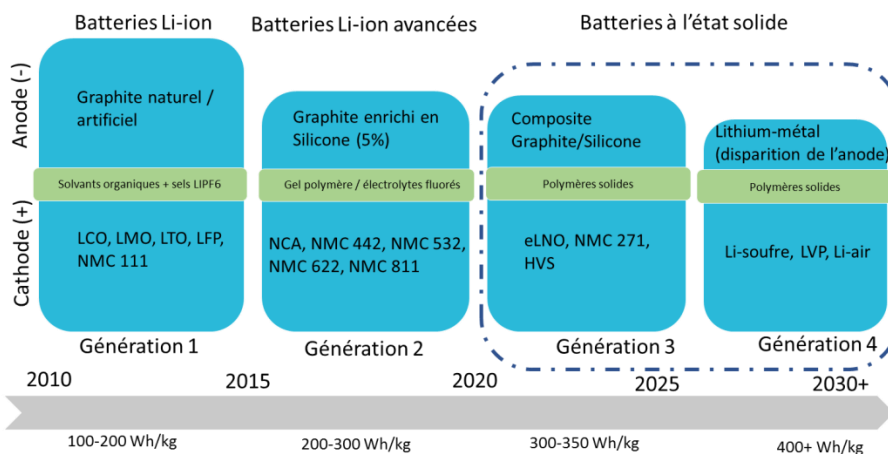 Batteries Li-ion
Batteries Li-ion avancées
Batteries à l'état solide
Anode (-)
Cathode (+)
Graphite naturel /
artificiel
Solvants organiques + sels LIPF6
LCO, LMO, LTO, LFP,
NMC 111
Génération 1
Graphite enrichi en
Silicone (5%)
Gel polymère / électrolytes fluorés
NCA, NMC 442, NMC 532,
NMC 622, NMC 811
Génération 2
Composite
Graphite/Silicone
Polymères solides
eLNO, NMC 271,
HVS
Génération 3
Lithium-métal
(disparition de l'anode)
Polymères solides
Li-soufre, LVP, Li-air
Génération 4
2010
2015
2020
2025
2030+
100-200 Wh/kg
200-300 Wh/kg
300-350 Wh/kg
400+ Wh/kg